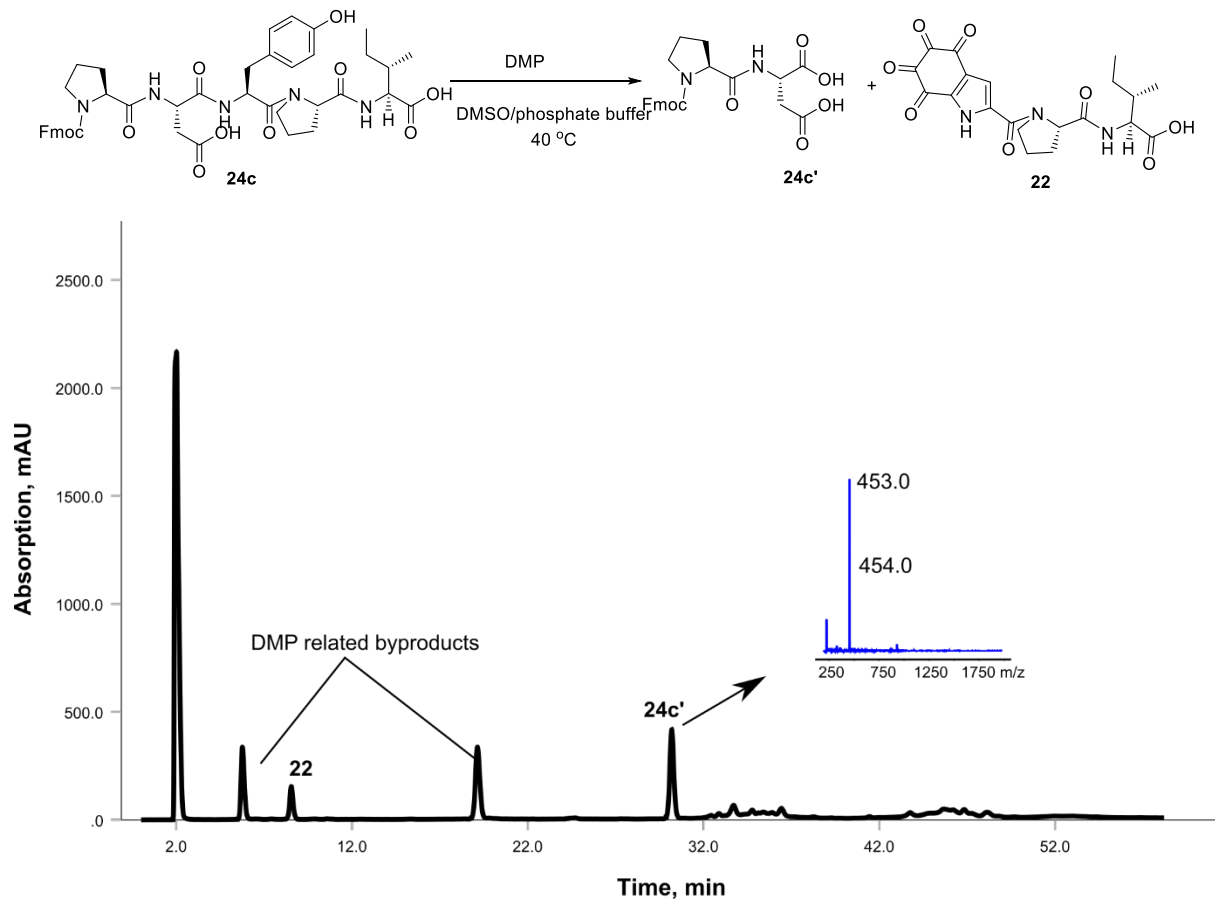 OH
O
O
O
O
DMP
O
O
O
H
N
O
H
N
OH
N
O
N
H
O
N
N
H
H
OH
O
Fmoc
O
OH
O
24c
DMSO/phosphate buffer
40 ºC
N
O
OH
OH
O
Fmoc
24c'
+
O
O
N
H
O
N
O
N
H
H
OH
O
22
2500.0
2000.0
1500.0
1000.0
500.0
.0
Absorption, mAU
453.0
454.0
250 750 1250 1750 m/z
DMP related byproducts
24c'
22
2.0 12.0 22.0 32.0 42.0 52.0
Time, min